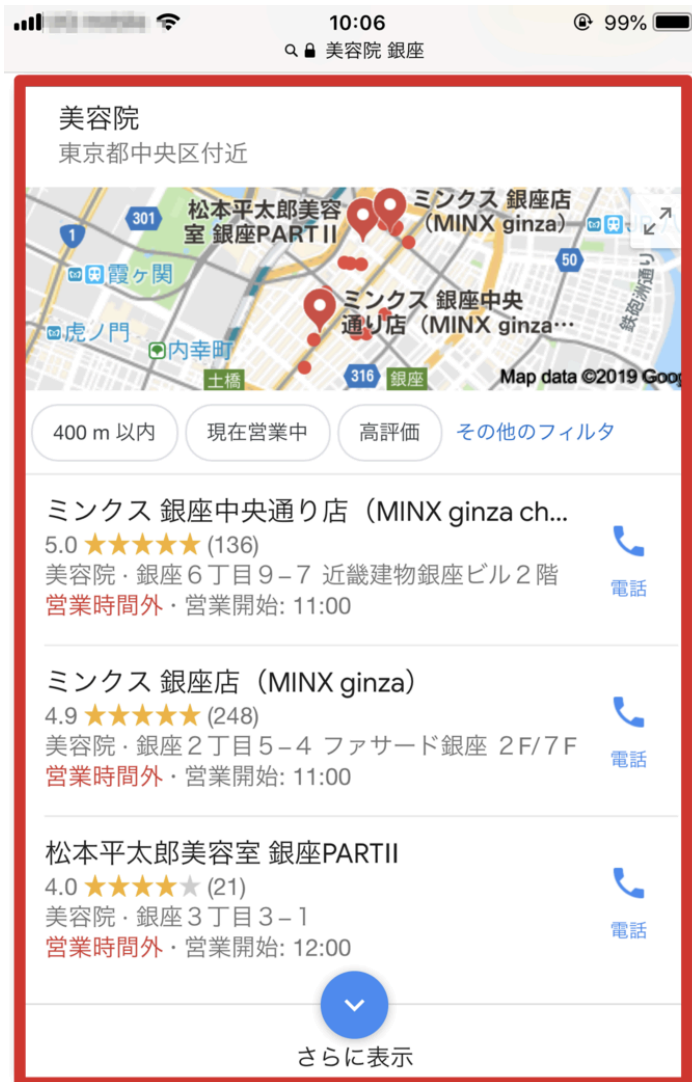 10:06
99%
美容院 銀座
美容院
東京都中央区付近
301
松本平太郎美容
室 銀座PARTⅡ
ミンクス 銀座店
（MINX ginza）
1
霞ヶ関
50
鉄砲洲通り
ミンクス 銀座中央
通り店（MINX ginza…
虎ノ門
内幸町
土橋
316
銀座
Map data ©2019 Goog
400 m 以内
現在営業中
高評価
その他のフィルタ
ミンクス 銀座中央通り店（MINX ginza ch...
5.0 ★★★★★ (136)
美容院 · 銀座６丁目９−７ 近畿建物銀座ビル２階
営業時間外 · 営業開始: 11:00
電話
ミンクス 銀座店（MINX ginza）
4.9 ★★★★★ (248)
美容院 · 銀座２丁目５−４ ファサード銀座 ２F/７F
営業時間外 · 営業開始: 11:00
電話
松本平太郎美容室 銀座PARTⅡ
4.0 ★★★★★ (21)
美容院 · 銀座３丁目３−１
営業時間外 · 営業開始: 12:00
電話
さらに表示